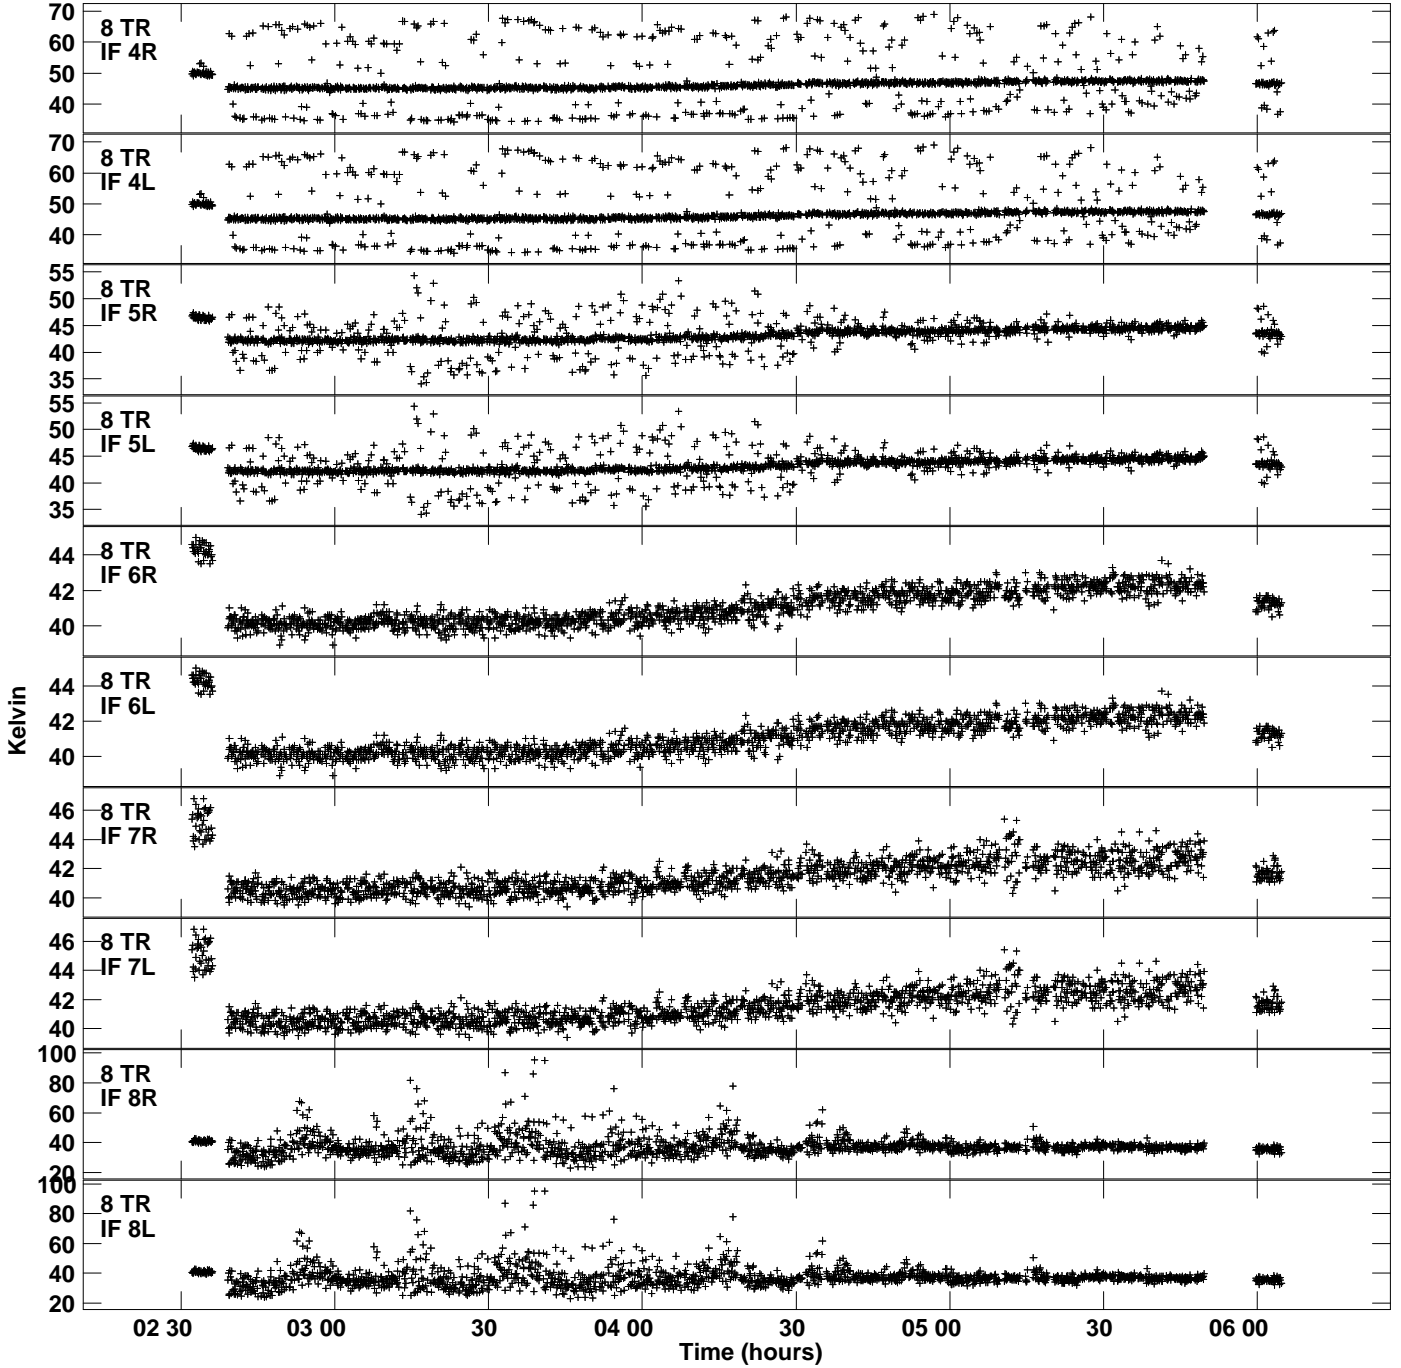 70
60
50
40
8 TR
IF 4R
70
60
50
40
8 TR
IF 4L
55
50
45
40
35
8 TR
IF 5R
55
50
45
40
35
8 TR
IF 5L
44
42
40
8 TR
IF 6R
44
42
40
8 TR
IF 6L
46
44
42
40
8 TR
IF 7R
46
44
42
40
8 TR
IF 7L
100
80
60
40
20
8 TR
IF 8R
100
80
60
40
20
8 TR
IF 8L
Kelvin
02 30 03 00 30 04 00 30 05 00 30 06 00
Time (hours)